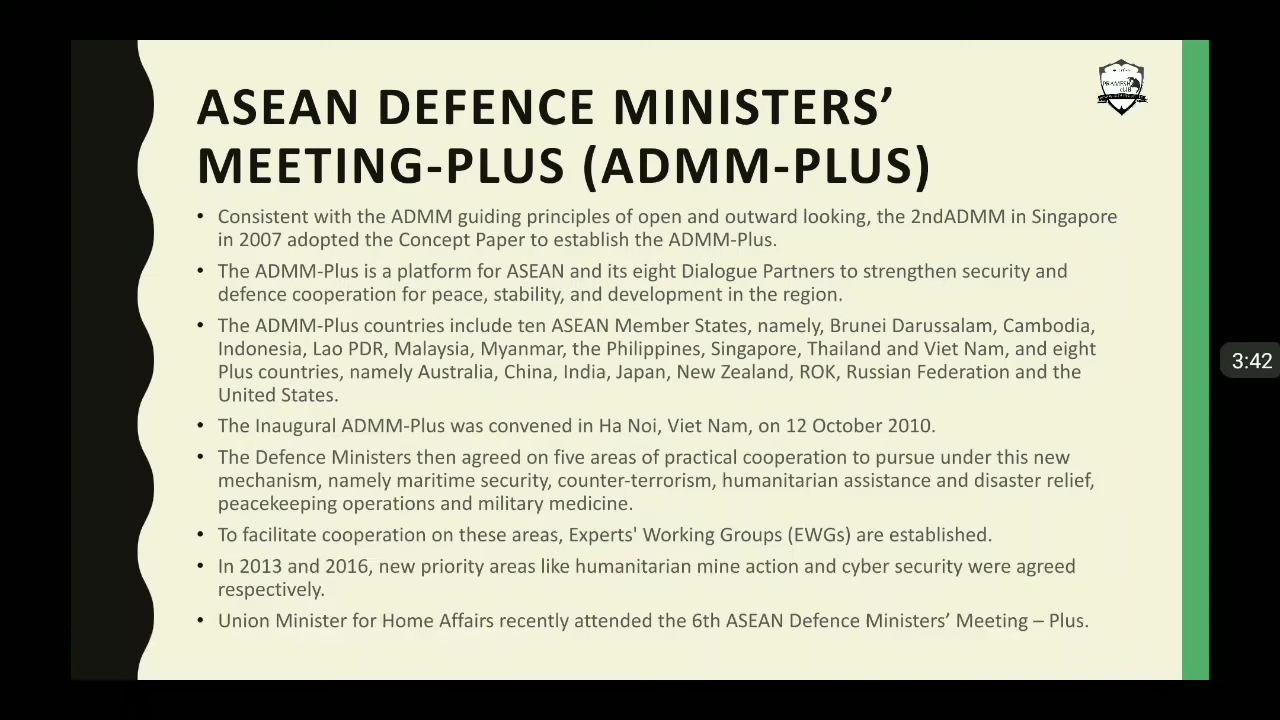 ASEAN DEFENCE MINISTERS’
MEETING-PLUS (ADMM-PLUS)
• Consistent with the ADMM guiding principles of open and outward looking, the 2ndADMM in Singapore
in 2007 adopted the Concept Paper to establish the ADMM-Plus.
• The ADMM-Plus is a platform for ASEAN and its eight Dialogue Partners to strengthen security and
defence cooperation for peace, stability, and development in the region.
• The ADMM-Plus countries include ten ASEAN Member States, namely, Brunei Darussalam, Cambodia,
Indonesia, Lao PDR, Malaysia, Myanmar, the Philippines, Singapore, Thailand and Viet Nam, and eight
Plus countries, namely Australia, China, India, Japan, New Zealand, ROK, Russian Federation and the
United States.
• The Inaugural ADMM-Plus was convened in Ha Noi, Viet Nam, on 12 October 2010.
• The Defence Ministers then agreed on five areas of practical cooperation to pursue under this new
mechanism, namely maritime security, counter-terrorism, humanitarian assistance and disaster relief,
peacekeeping operations and military medicine.
• To facilitate cooperation on these areas, Experts' Working Groups (EWGs) are established.
• In 2013 and 2016, new priority areas like humanitarian mine action and cyber security were agreed
respectively.
• Union Minister for Home Affairs recently attended the 6th ASEAN Defence Ministers’ Meeting – Plus.
3:42